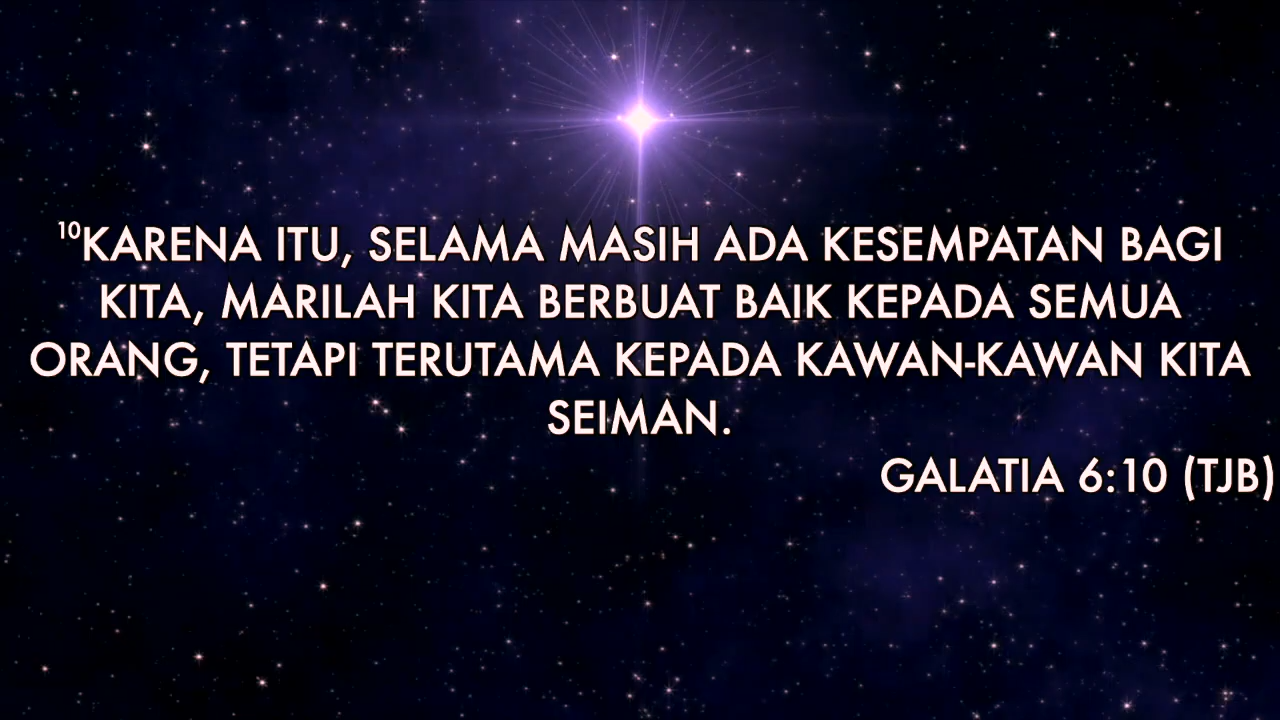 ¹⁰KARENA ITU, SELAMA MASIH ADA KESEMPATAN BAGI
KITA, MARILAH KITA BERBUAT BAIK KEPADA SEMUA
ORANG, TETAPI TERUTAMA KEPADA KAWAN-KAWAN KITA
SEIMAN.
GALATIA 6:10 (TJB)